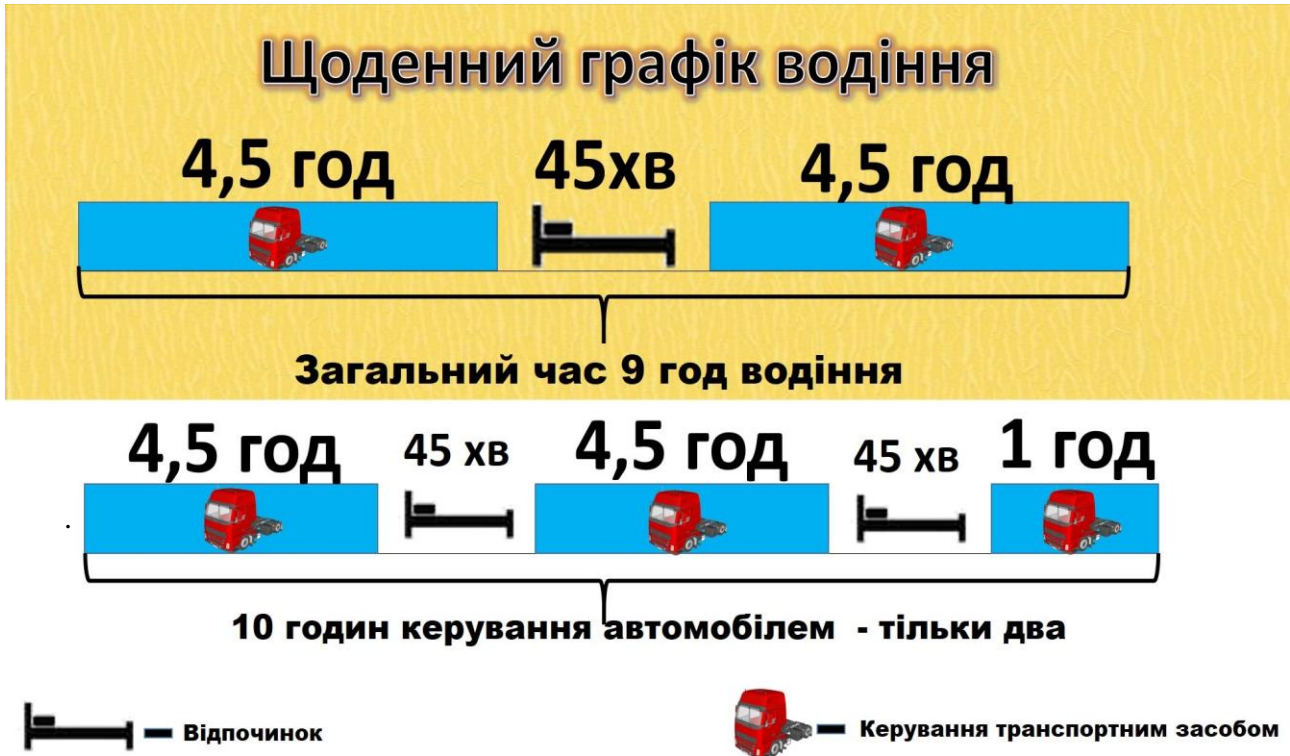 Щоденний графік водіння
4,5 год 45хв 4,5 год
Загальний час 9 год водіння
4,5 год 45 хв 4,5 год 45 хв 1 год
10 годин керування автомобілем - тільки два
Відпочинок
Керування транспортним засобом